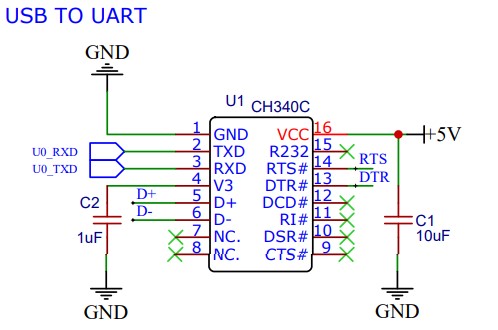 USB TO UART
GND
U1
CH340C
1 GND VCC 16
+5V
U0_RXD 2 TXD R232 15
U0_TXD 3 RXD RTS# 14 RTS
4 V3 DTR# 13 DTR
C2 D+ 5 D+ DCD# 12
D- 6 D- RI# 11 C1
1uF 7 NC. DSR# 10 10uF
8 NC. CTS# 9
GND
GND